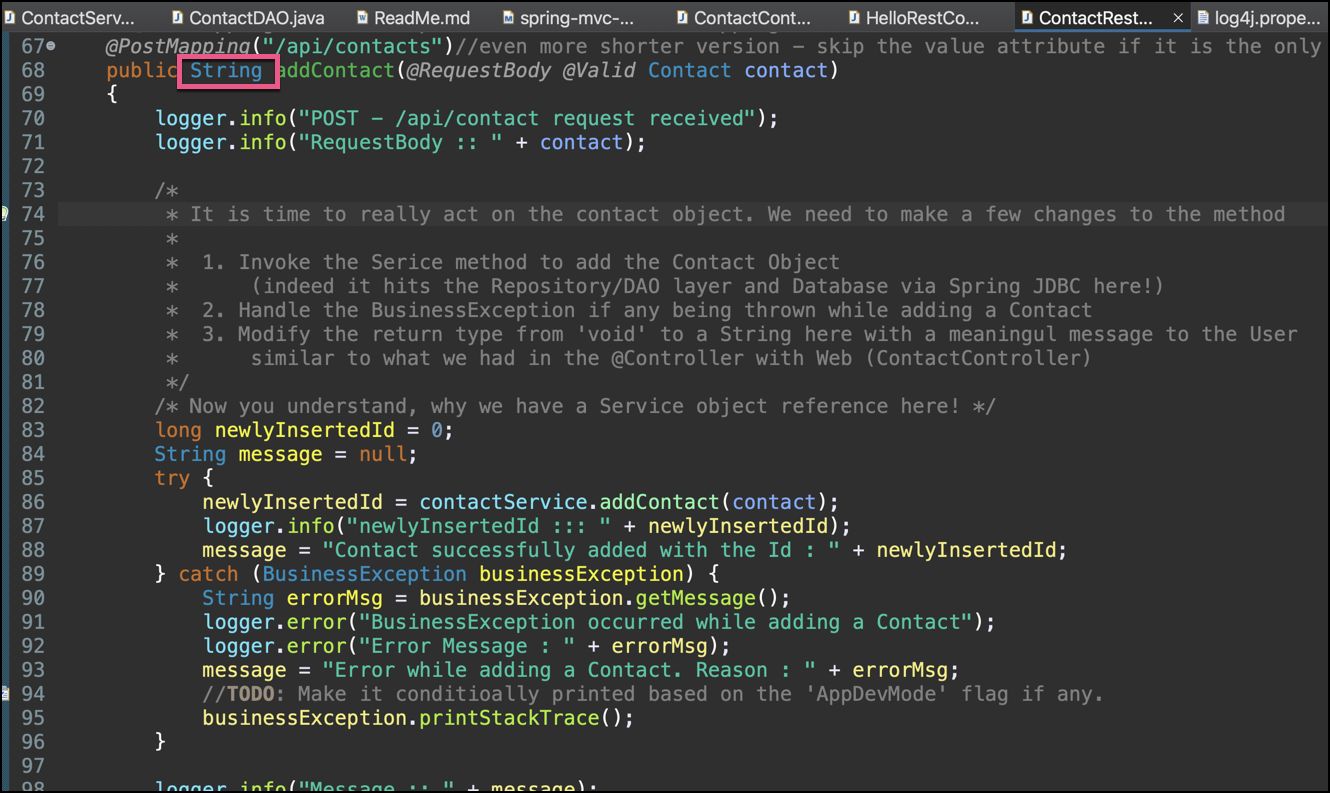 ContactServ... ContactDAO.java ReadMe.md spring-mvc-... ContactCont... HelloRestCo... ContactRest... × log4j.prope...
67 @PostMapping("/api/contacts")//even more shorter version - skip the value attribute if it is the only
68 public String addContact(@RequestBody @Valid Contact contact)
69 {
70 logger.info("POST - /api/contact request received");
71 logger.info("RequestBody :: " + contact);
72
73 /*
74 * It is time to really act on the contact object. We need to make a few changes to the method
75 *
76 * 1. Invoke the Serice method to add the Contact Object
77 * (indeed it hits the Repository/DAO layer and Database via Spring JDBC here!)
78 * 2. Handle the BusinessException if any being thrown while adding a Contact
79 * 3. Modify the return type from 'void' to a String here with a meaningul message to the User
80 * similar to what we had in the @Controller with Web (ContactController)
81 */
82 /* Now you understand, why we have a Service object reference here! */
83 long newlyInsertedId = 0;
84 String message = null;
85 try {
86 newlyInsertedId = contactService.addContact(contact);
87 logger.info("newlyInsertedId ::: " + newlyInsertedId);
88 message = "Contact successfully added with the Id : " + newlyInsertedId;
89 } catch (BusinessException businessException) {
90 String errorMsg = businessException.getMessage();
91 logger.error("BusinessException occurred while adding a Contact");
92 logger.error("Error Message : " + errorMsg);
93 message = "Error while adding a Contact. Reason : " + errorMsg;
94 //TODO: Make it conditioally printed based on the 'AppDevMode' flag if any.
95 businessException.printStackTrace();
96 }
97
98 logger.info("Message :: " + message);